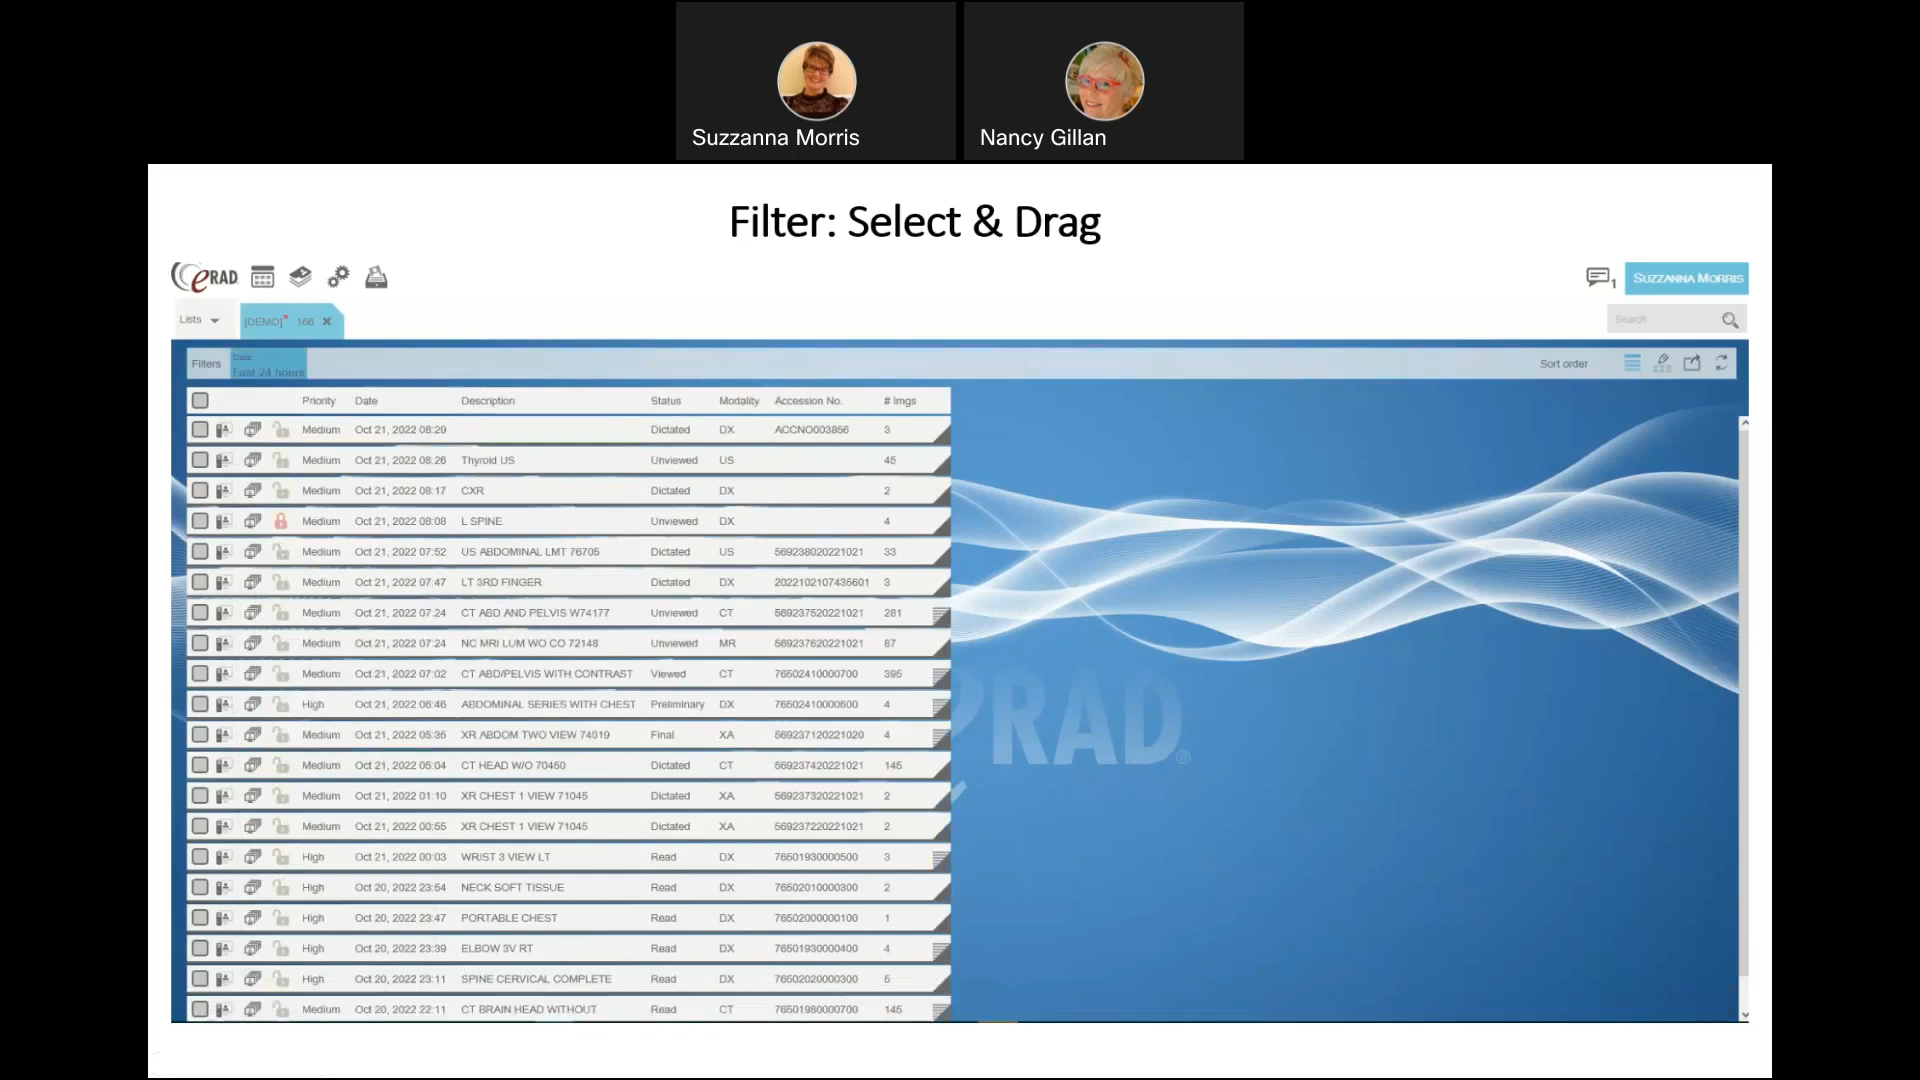 Suzzanna Morris
Nancy Gillan
Filter: Select & Drag
eRAD
1
SUZZANNA MORRIS
Lists
[DEMO]* 166 ×
Search
Filters
Date:
Last 24 hours
Sort order
Priority Date Description Status Modality Accession No. # Imgs
Medium Oct 21, 2022 08:29 Dictated DX ACCNO003856 3
Medium Oct 21, 2022 08:26 Thyroid US Unviewed US 45
Medium Oct 21, 2022 08:17 CXR Dictated DX 2
Medium Oct 21, 2022 08:08 L SPINE Unviewed DX 4
Medium Oct 21, 2022 07:52 US ABDOMINAL LMT 76705 Dictated US 569238020221021 33
Medium Oct 21, 2022 07:47 LT 3RD FINGER Dictated DX 2022102107435601 3
Medium Oct 21, 2022 07:24 CT ABD AND PELVIS W74177 Unviewed CT 569237520221021 281
Medium Oct 21, 2022 07:24 NC MRI LUM WO CO 72148 Unviewed MR 569237620221021 87
Medium Oct 21, 2022 07:02 CT ABD/PELVIS WITH CONTRAST Viewed CT 76502410000700 395
High Oct 21, 2022 06:46 ABDOMINAL SERIES WITH CHEST Preliminary DX 76502410000600 4
Medium Oct 21, 2022 05:35 XR ABDOM TWO VIEW 74019 Final XA 569237120221020 4
Medium Oct 21, 2022 05:04 CT HEAD W/O 70450 Dictated CT 569237420221021 145
Medium Oct 21, 2022 01:10 XR CHEST 1 VIEW 71045 Dictated XA 569237320221021 2
Medium Oct 21, 2022 00:55 XR CHEST 1 VIEW 71045 Dictated XA 569237220221021 2
High Oct 21, 2022 00:03 WRIST 3 VIEW LT Read DX 76501930000500 3
High Oct 20, 2022 23:54 NECK SOFT TISSUE Read DX 76502010000300 2
High Oct 20, 2022 23:47 PORTABLE CHEST Read DX 76502000000100 1
High Oct 20, 2022 23:39 ELBOW 3V RT Read DX 76501930000400 4
High Oct 20, 2022 23:11 SPINE CERVICAL COMPLETE Read DX 76502020000300 5
Medium Oct 20, 2022 22:11 CT BRAIN HEAD WITHOUT Read CT 76501980000700 145
RAD®